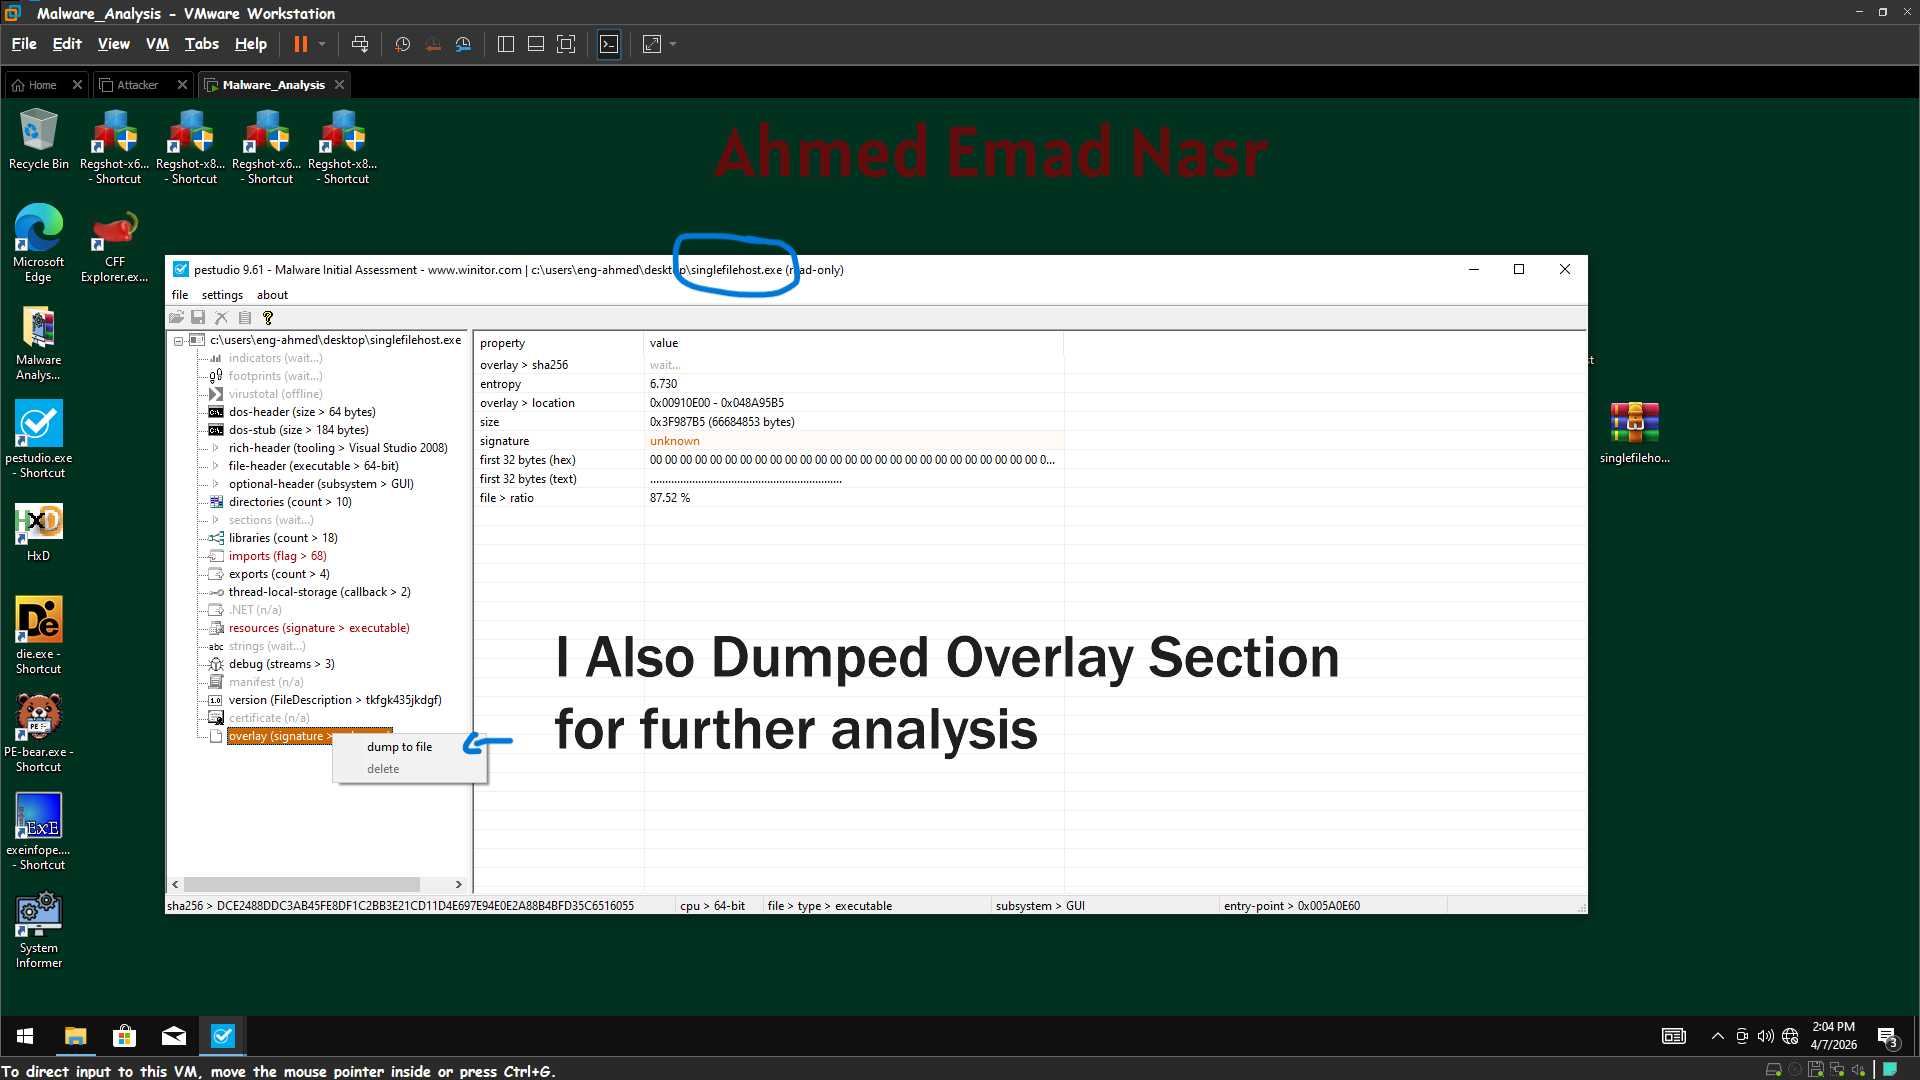 Malware_Analysis - VMware Workstation
File Edit View VM Tabs Help
Home
Attacker
Malware_Analysis
Ahmed Emad Nasr
Recycle Bin
Regshot-x6... - Shortcut
Regshot-x8... - Shortcut
Regshot-x6... - Shortcut
Regshot-x8... - Shortcut
Microsoft Edge
CFF Explorer.ex...
Malware Analys...
pestudio.exe - Shortcut
HxD
die.exe - Shortcut
PE-bear.exe - Shortcut
exeinfope.... - Shortcut
System Informer
singlefileho...
pestudio 9.61 - Malware Initial Assessment - www.winitor.com | c:\users\eng-ahmed\desktop\singlefilehost.exe (read-only)
file settings about
c:\users\eng-ahmed\desktop\singlefilehost.exe
indicators (wait...)
footprints (wait...)
virustotal (offline)
dos-header (size > 64 bytes)
dos-stub (size > 184 bytes)
rich-header (tooling > Visual Studio 2008)
file-header (executable > 64-bit)
optional-header (subsystem > GUI)
directories (count > 10)
sections (wait...)
libraries (count > 18)
imports (flag > 68)
exports (count > 4)
thread-local-storage (callback > 2)
.NET (n/a)
resources (signature > executable)
abc strings (wait...)
debug (streams > 3)
manifest (n/a)
version (FileDescription > tkfgk435jkdgf)
certificate (n/a)
overlay (signature >
dump to file
delete
property value
overlay > sha256 wait...
entropy 6.730
overlay > location 0x00910E00 - 0x048A95B5
size 0x3F987B5 (66684853 bytes)
signature unknown
first 32 bytes (hex) 00 00 00 00 00 00 00 00 00 00 00 00 00 00 00 00 00 00 00 00 00 00 00 00 00 00 0...
first 32 bytes (text) ................................................................
file > ratio 87.52 %
I Also Dumped Overlay Section
for further analysis
sha256 > DCE2488DDC3AB45FE8DF1C2BB3E21CD11D4E697E94E0E2A88B4BFD35C6516055 cpu > 64-bit file > type > executable subsystem > GUI entry-point > 0x005A0E60
2:04 PM
4/7/2026
3
To direct input to this VM, move the mouse pointer inside or press Ctrl+G.